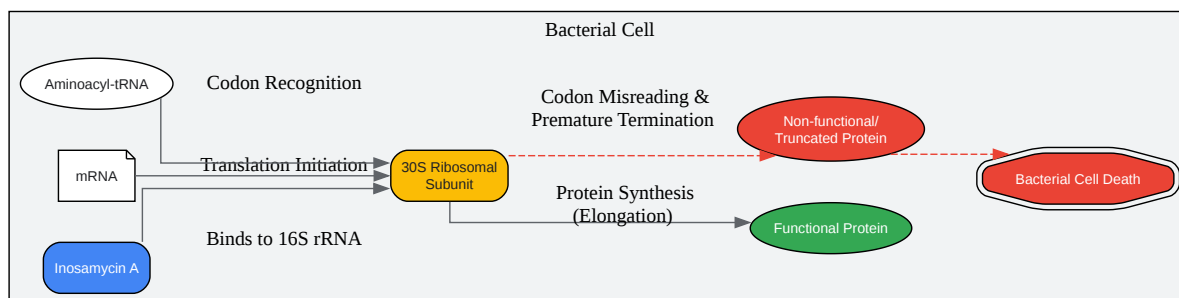 Bacterial Cell
Aminoacyl-tRNA
Codon Recognition
Codon Misreading &
Premature Termination
Non-functional/
Truncated Protein
mRNA
Translation Initiation
30S Ribosomal
Subunit
Bacterial Cell Death
Protein Synthesis
(Elongation)
Functional Protein
Binds to 16S rRNA
Inosamycin A